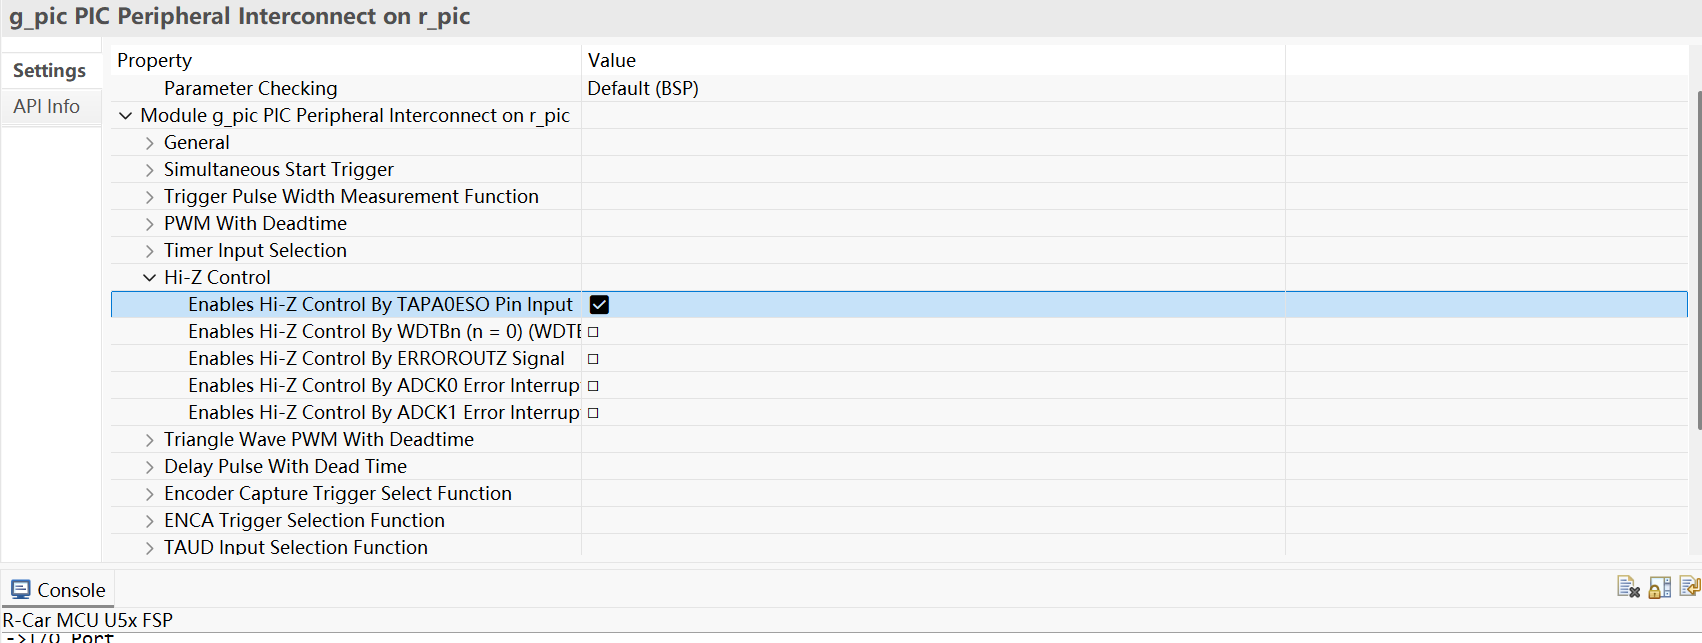 g_pic PIC Peripheral Interconnect on r_pic
Settings
API Info
Property Value
Parameter Checking Default (BSP)
Module g_pic PIC Peripheral Interconnect on r_pic
General
Simultaneous Start Trigger
Trigger Pulse Width Measurement Function
PWM With Deadtime
Timer Input Selection
Hi-Z Control
Enables Hi-Z Control By TAPA0ESO Pin Input
Enables Hi-Z Control By WDTBn (n = 0) (WDTE
Enables Hi-Z Control By ERROROUTZ Signal
Enables Hi-Z Control By ADCK0 Error Interrup
Enables Hi-Z Control By ADCK1 Error Interrup
Triangle Wave PWM With Deadtime
Delay Pulse With Dead Time
Encoder Capture Trigger Select Function
ENCA Trigger Selection Function
TAUD Input Selection Function
Console
R-Car MCU U5x FSP
->I/O Port